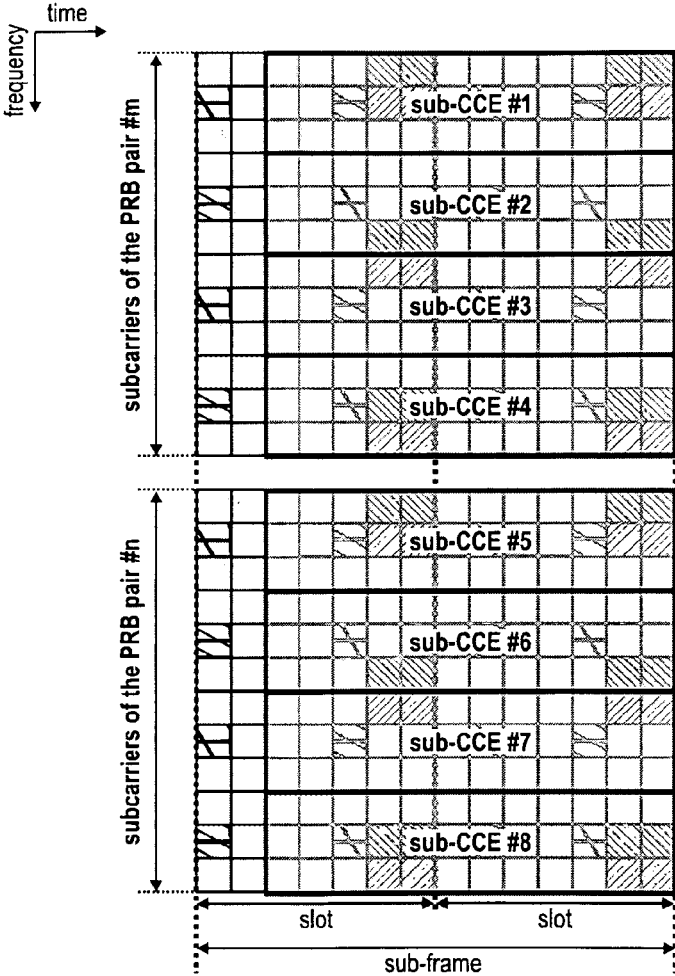 time
frequency
subcarriers of the PRB pair #m
sub-CCE #1
sub-CCE #2
sub-CCE #3
sub-CCE #4
subcarriers of the PRB pair #n
sub-CCE #5
sub-CCE #6
sub-CCE #7
sub-CCE #8
slot
slot
sub-frame